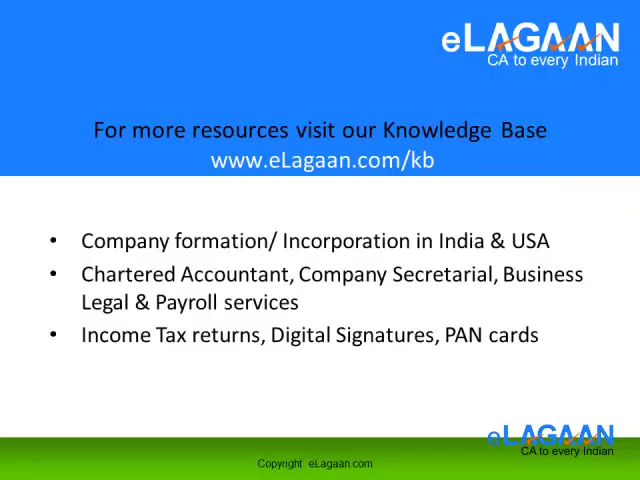 eLAGAAN
CA to every Indian
For more resources visit our Knowledge Base
www.eLagaan.com/kb
• Company formation/ Incorporation in India & USA
• Chartered Accountant, Company Secretarial, Business
Legal & Payroll services
• Income Tax returns, Digital Signatures, PAN cards
eLAGAAN
CA to every Indian
Copyright eLagaan.com